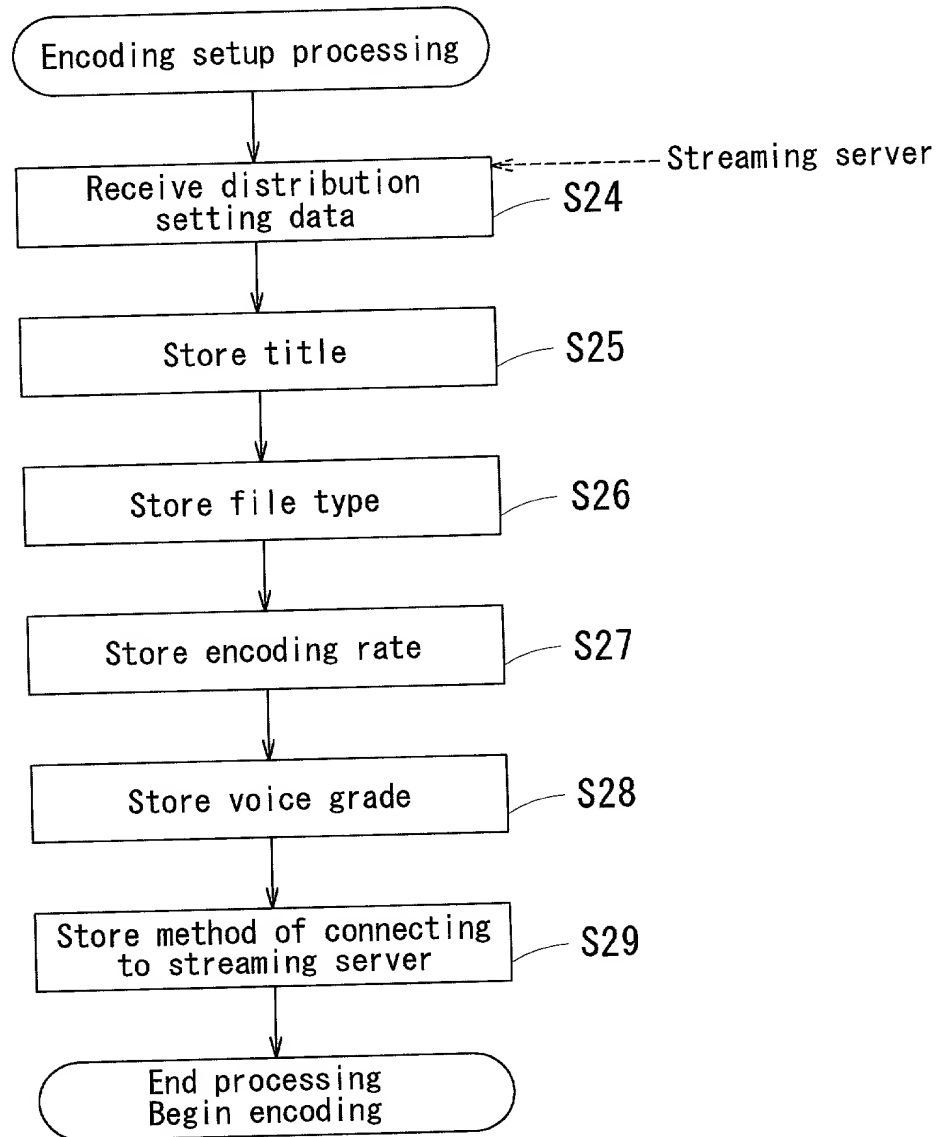 Encoding setup processing
Streaming server
Receive distribution
setting data
S24
Store title
S25
Store file type
S26
Store encoding rate
S27
Store voice grade
S28
Store method of connecting
to streaming server
S29
End processing
Begin encoding